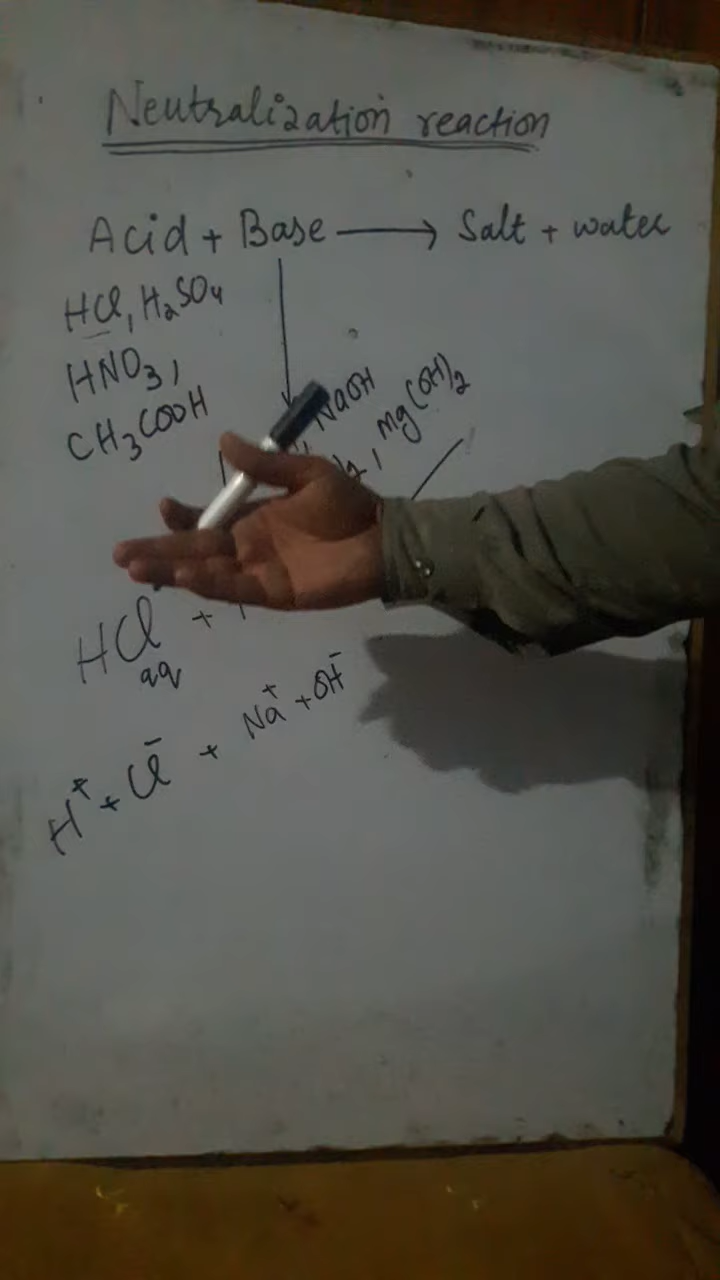 Neutralization reaction
Acid + Base ⟶ Salt + water
HCl, H₂SO₄
HNO₃,
CH₃COOH
NaOH
Mg(OH)₂
HCl +
aq
H⁺ + Cl⁻ + Na⁺ + OH⁻